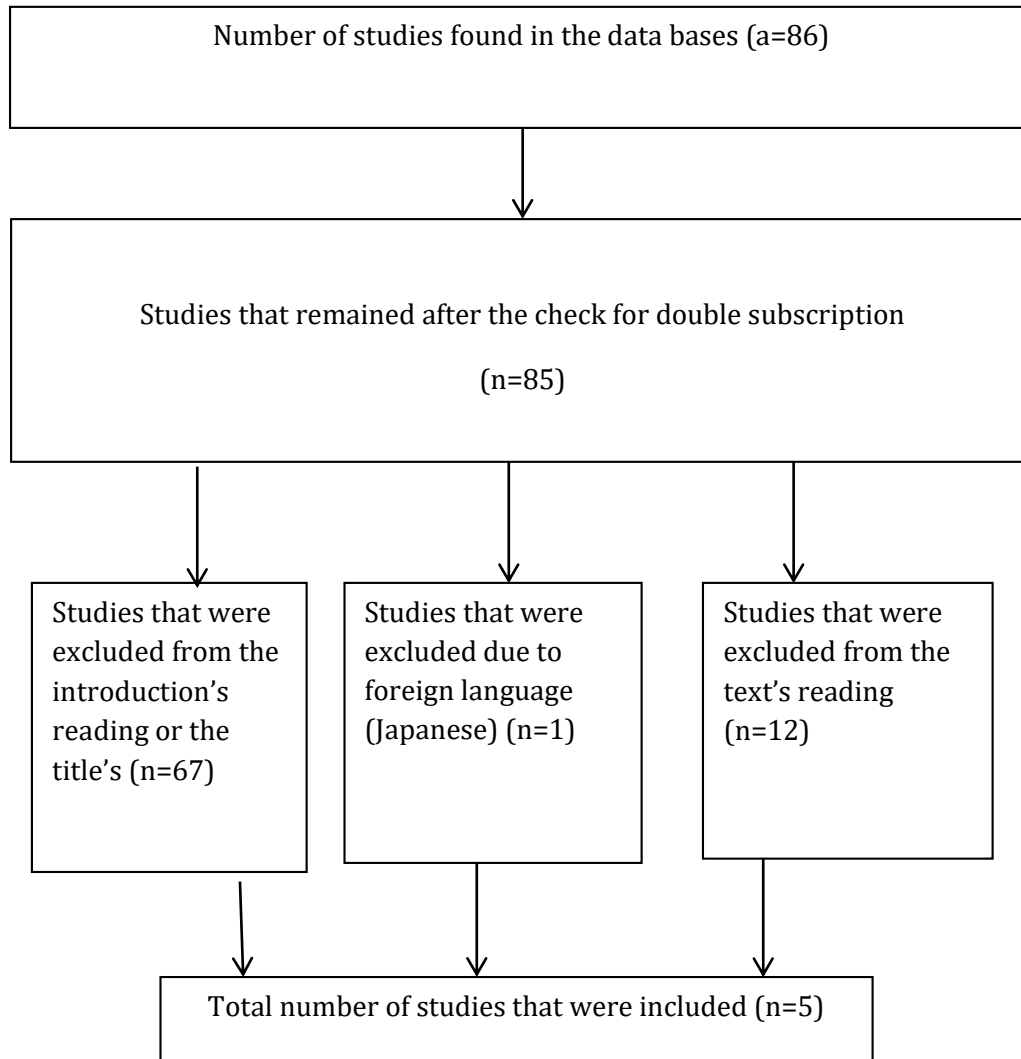 Number of studies found in the data bases (a=86)
Studies that remained after the check for double subscription
(n=85)
Studies that were
excluded from the
introduction’s
reading or the
title’s (n=67)
Studies that were
excluded due to
foreign language
(Japanese) (n=1)
Studies that were
excluded from the
text’s reading
(n=12)
Total number of studies that were included (n=5)